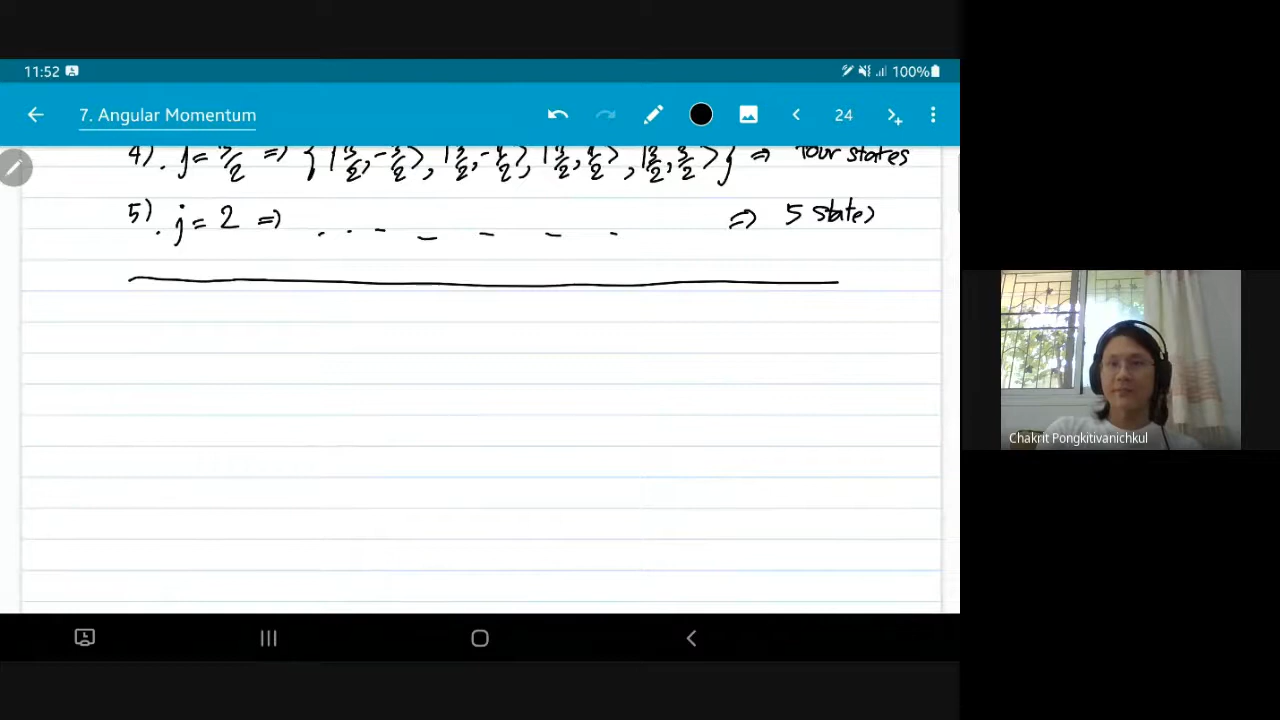 11:52 100%
7. Angular Momentum 24
4). j = 3/2 => { |3/2, -3/2>, |3/2, -1/2>, |3/2, 1/2>, |3/2, 3/2> } => four states
5). j = 2 => . . - _ - - . => 5 states
Chakrit Pongkitivanichkul